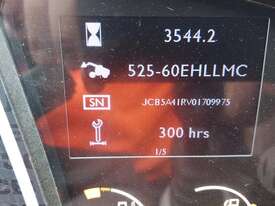 3544.2
525-60EHLLMC
SN JCB5A41RV01709975
300 hrs
1/5